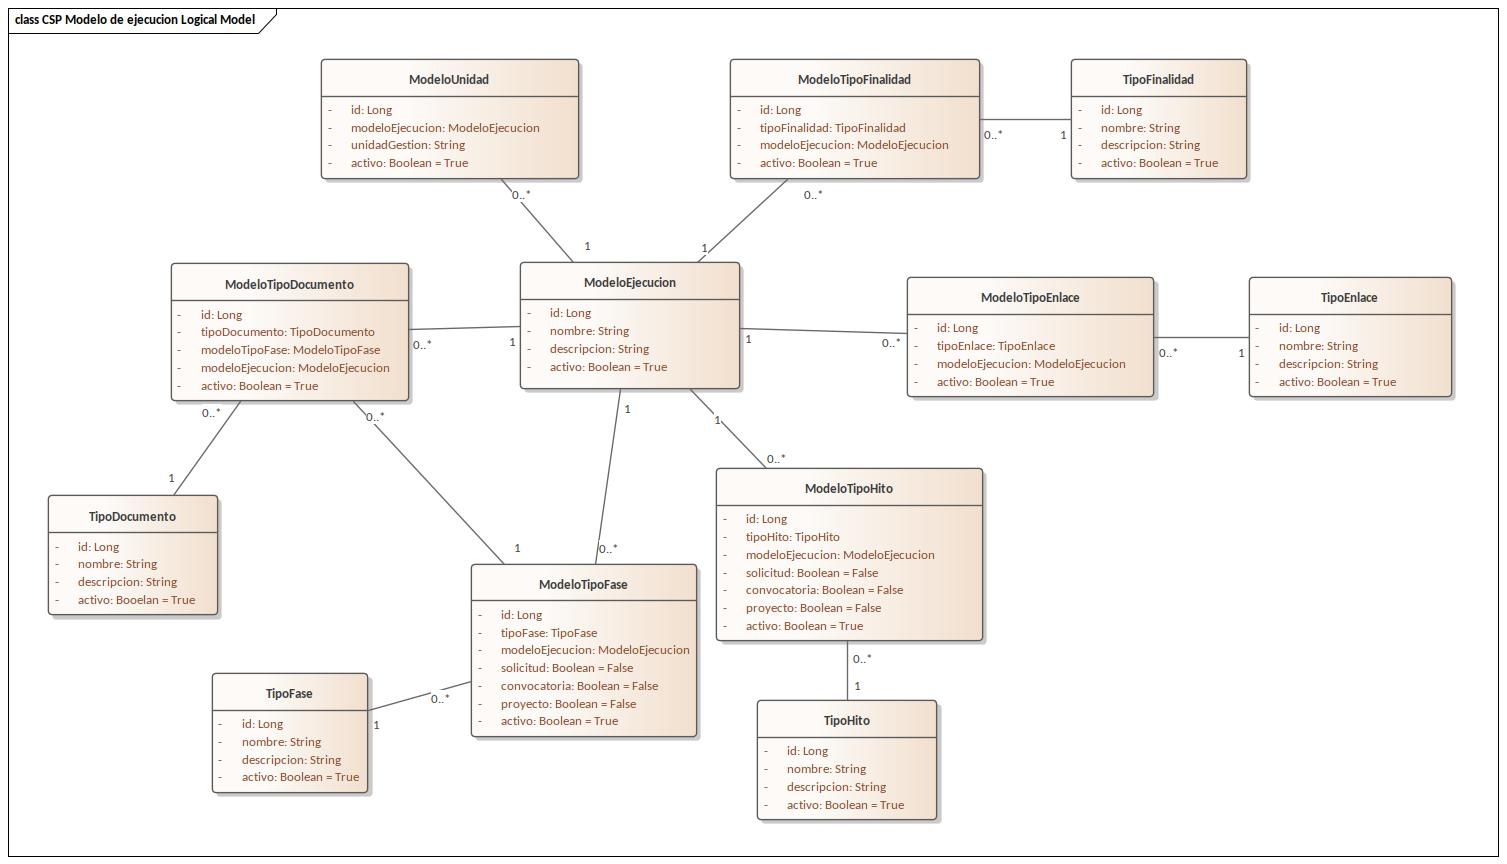 class CSP Modelo de ejecucion Logical Model
ModeloUnidad
- id: Long
- modeloEjecucion: ModeloEjecucion
- unidadGestion: String
- activo: Boolean = True
ModeloTipoFinalidad
- id: Long
- tipoFinalidad: TipoFinalidad
- modeloEjecucion: ModeloEjecucion
- activo: Boolean = True
0..*
1
TipoFinalidad
- id: Long
- nombre: String
- descripcion: String
- activo: Boolean = True
0..*
1
0..*
1
ModeloTipoDocumento
- id: Long
- tipoDocumento: TipoDocumento
- modeloTipoFase: ModeloTipoFase
- modeloEjecucion: ModeloEjecucion
- activo: Boolean = True
0..*
1
ModeloEjecucion
- id: Long
- nombre: String
- descripcion: String
- activo: Boolean = True
1
0..*
ModeloTipoEnlace
- id: Long
- tipoEnlace: TipoEnlace
- modeloEjecucion: ModeloEjecucion
- activo: Boolean = True
0..*
1
TipoEnlace
- id: Long
- nombre: String
- descripcion: String
- activo: Boolean = True
0..*
1
0..*
1
1
0..*
1
0..*
TipoDocumento
- id: Long
- nombre: String
- descripcion: String
- activo: Booelan = True
ModeloTipoHito
- id: Long
- tipoHito: TipoHito
- modeloEjecucion: ModeloEjecucion
- solicitud: Boolean = False
- convocatoria: Boolean = False
- proyecto: Boolean = False
- activo: Boolean = True
ModeloTipoFase
- id: Long
- tipoFase: TipoFase
- modeloEjecucion: ModeloEjecucion
- solicitud: Boolean = False
- convocatoria: Boolean = False
- proyecto: Boolean = False
- activo: Boolean = True
0..*
1
TipoFase
- id: Long
- nombre: String
- descripcion: String
- activo: Boolean = True
0..*
1
TipoHito
- id: Long
- nombre: String
- descripcion: String
- activo: Boolean = True